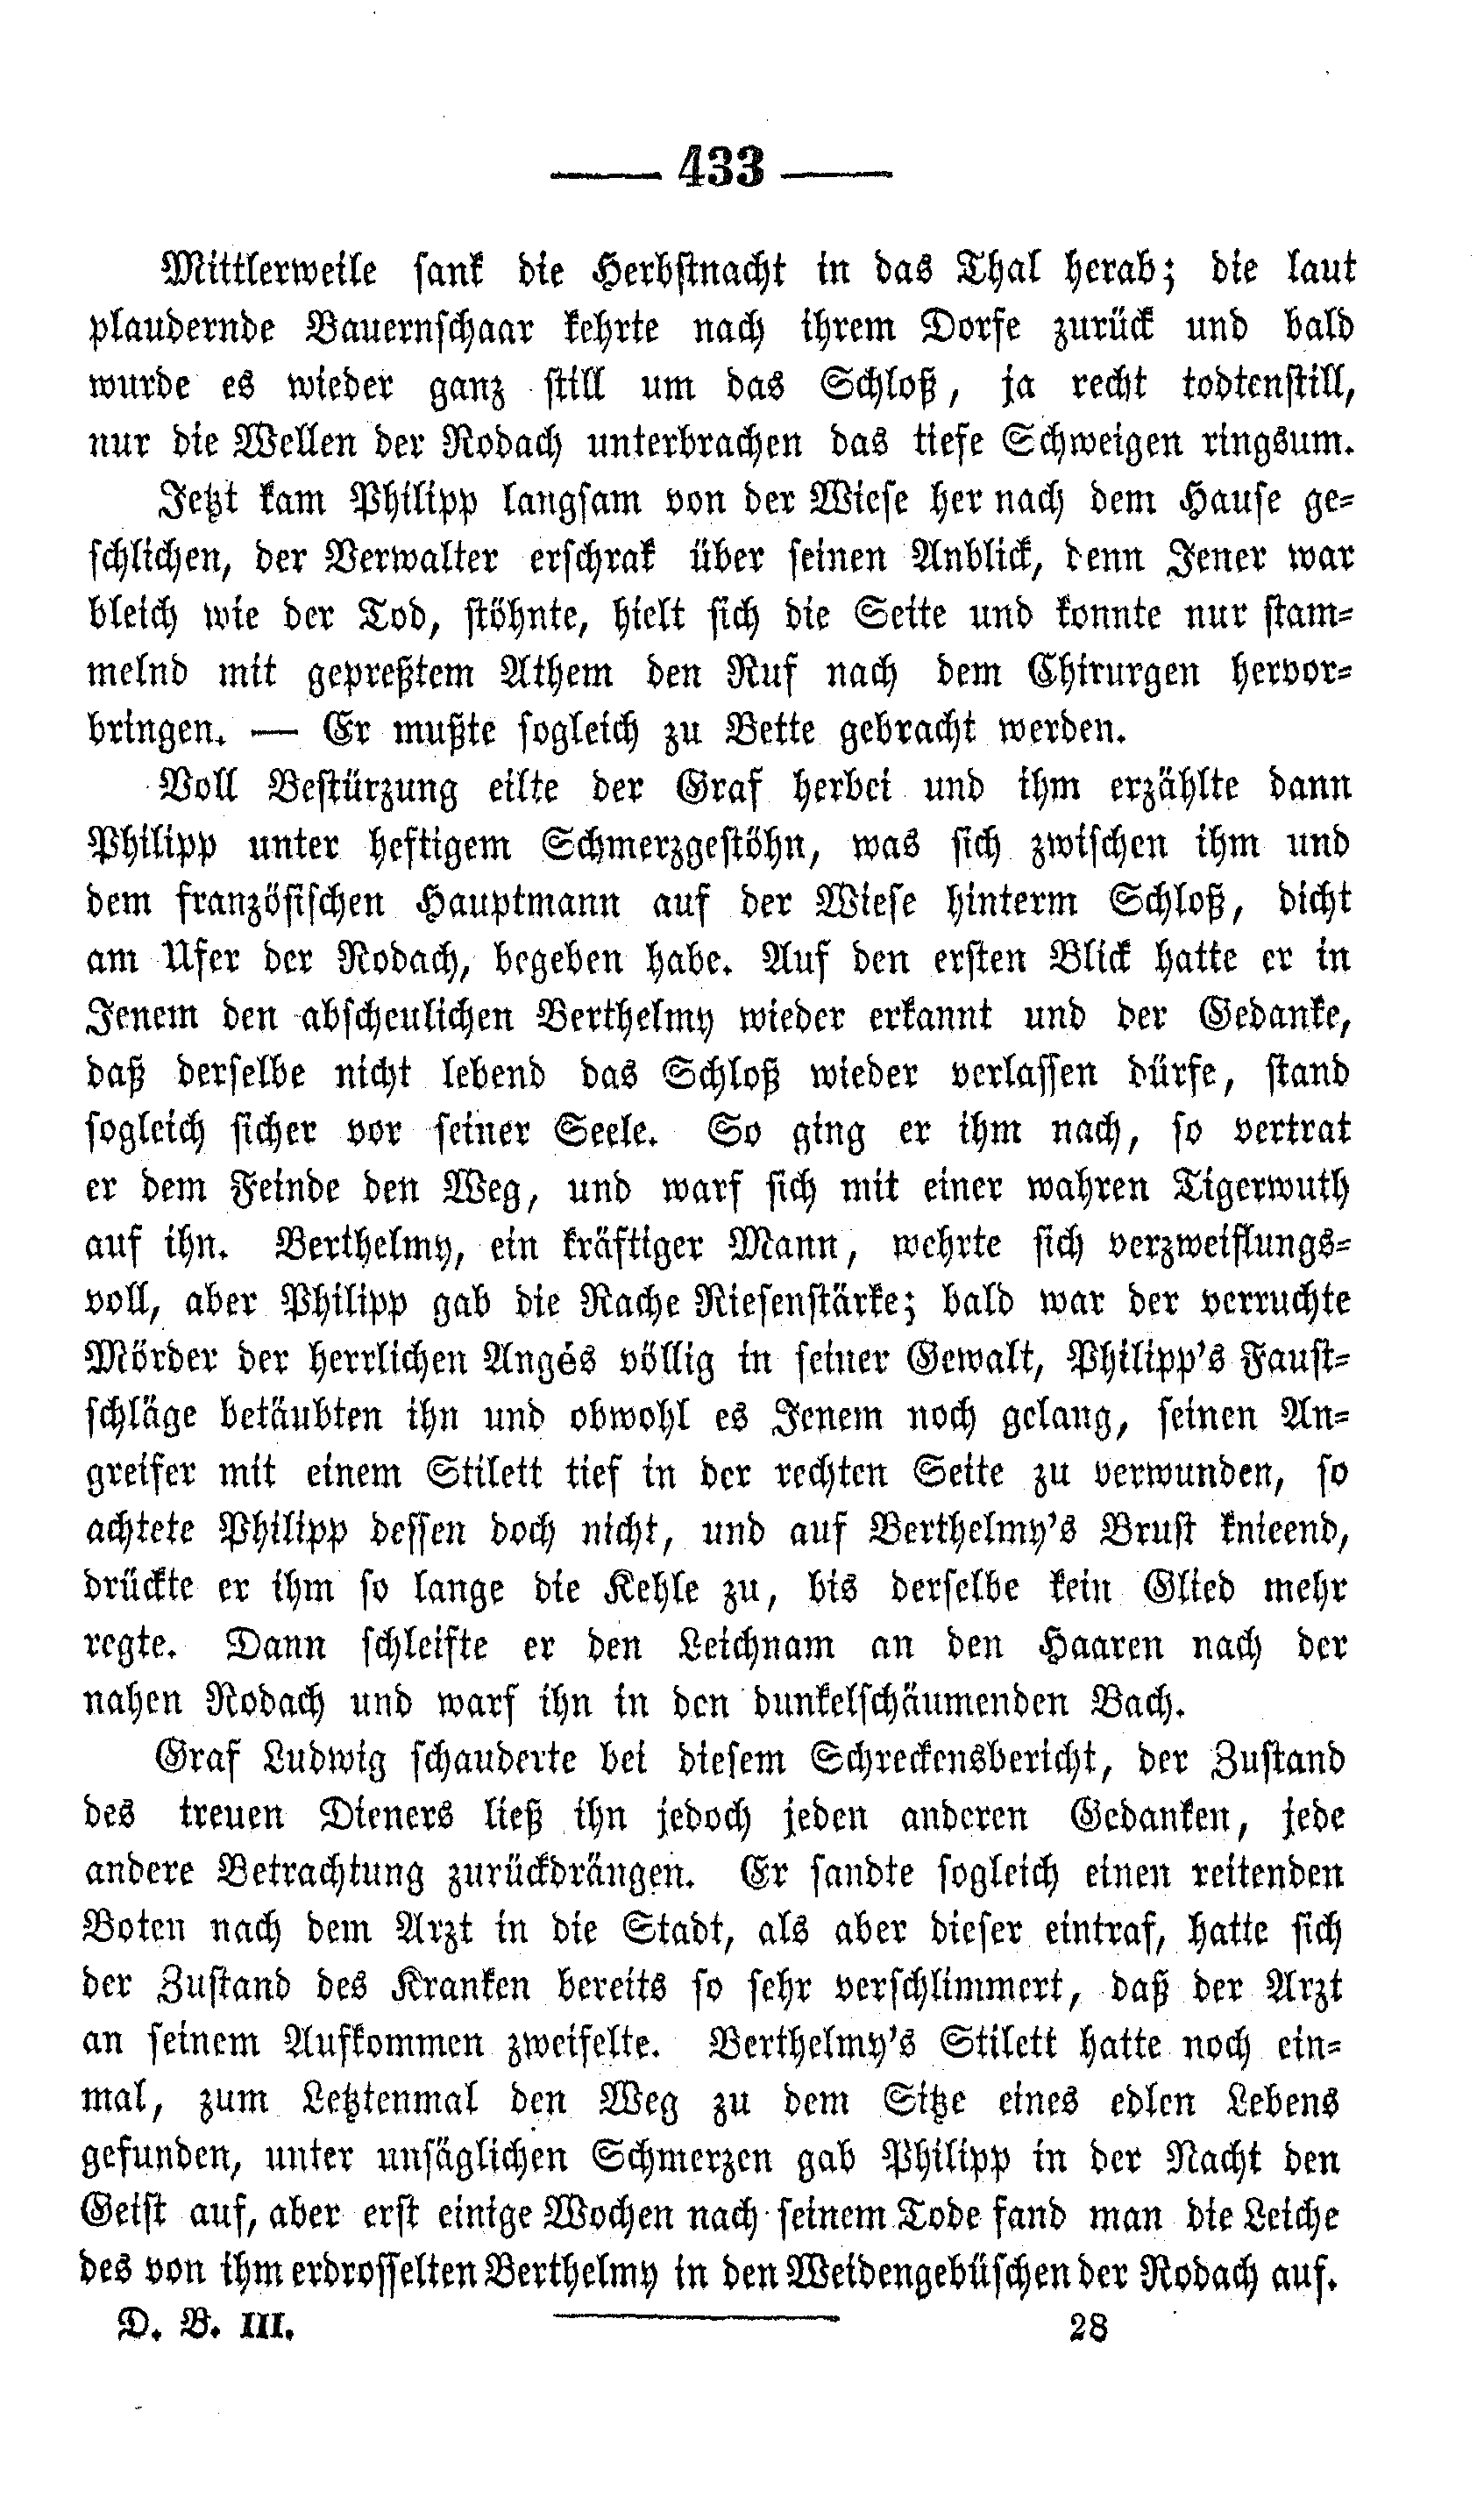 — 433 —
Mittlerweile sank die Herbstnacht in das Thal herab; die laut
plaudernde Bauernschaar kehrte nach ihrem Dorfe zurück und bald
wurde es wieder ganz still um das Schloß, ja recht todtenstill,
nur die Wellen der Rodach unterbrachen das tiefe Schweigen ringsum.
Jetzt kam Philipp langsam von der Wiese her nach dem Hause ge-
schlichen, der Verwalter erschrak über seinen Anblick, denn Jener war
bleich wie der Tod, stöhnte, hielt sich die Seite und konnte nur stam-
melnd mit gepreßtem Athem den Ruf nach dem Chirurgen hervor-
bringen. — Er mußte sogleich zu Bette gebracht werden.
Voll Bestürzung eilte der Graf herbei und ihm erzählte dann
Philipp unter heftigem Schmerzgestöhn, was sich zwischen ihm und
dem französischen Hauptmann auf der Wiese hinterm Schloß, dicht
am Ufer der Rodach, begeben habe. Auf den ersten Blick hatte er in
Jenem den abscheulichen Berthelmy wieder erkannt und der Gedanke,
daß derselbe nicht lebend das Schloß wieder verlassen dürfe, stand
sogleich sicher vor seiner Seele. So ging er ihm nach, so vertrat
er dem Feinde den Weg, und warf sich mit einer wahren Tigerwuth
auf ihn. Berthelmy, ein kräftiger Mann, wehrte sich verzweiflungs-
voll, aber Philipp gab die Rache Riesenstärke; bald war der verruchte
Mörder der herrlichen Angés völlig in seiner Gewalt, Philipp's Faust-
schläge betäubten ihn und obwohl es Jenem noch gelang, seinen An-
greifer mit einem Stilett tief in der rechten Seite zu verwunden, so
achtete Philipp dessen doch nicht, und auf Berthelmy's Brust knieend,
drückte er ihm so lange die Kehle zu, bis derselbe kein Glied mehr
regte. Dann schleifte er den Leichnam an den Haaren nach der
nahen Rodach und warf ihn in den dunkelschäumenden Bach.
Graf Ludwig schauderte bei diesem Schreckensbericht, der Zustand
des treuen Dieners ließ ihn jedoch jeden anderen Gedanken, jede
andere Betrachtung zurückdrängen. Er sandte sogleich einen reitenden
Boten nach dem Arzt in die Stadt, als aber dieser eintraf, hatte sich
der Zustand des Kranken bereits so sehr verschlimmert, daß der Arzt
an seinem Aufkommen zweifelte. Berthelmy's Stilett hatte noch ein-
mal, zum Letztenmal den Weg zu dem Sitze eines edlen Lebens
gefunden, unter unsäglichen Schmerzen gab Philipp in der Nacht den
Geist auf, aber erst einige Wochen nach seinem Tode fand man die Leiche
des von ihm erdrosselten Berthelmy in den Weidengebüschen der Rodach auf.
D. B. III. 28